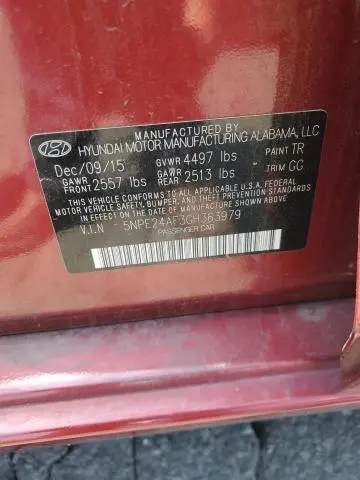 MANUFACTURED BY
HYUNDAI MOTOR MANUFACTURING ALABAMA, LLC
Dec/09/15 GVWR 4497 lbs PAINT TR
GAWR FRONT 2557 lbs GAWR REAR 2513 lbs TRIM GG
THIS VEHICLE CONFORMS TO ALL APPLICABLE U.S.A. FEDERAL
MOTOR VEHICLE SAFETY, BUMPER, AND THEFT PREVENTION STANDARDS
IN EFFECT ON THE DATE OF MANUFACTURE SHOWN ABOVE.
V.I.N 5NPE24AF3GH363979
PASSENGER CAR